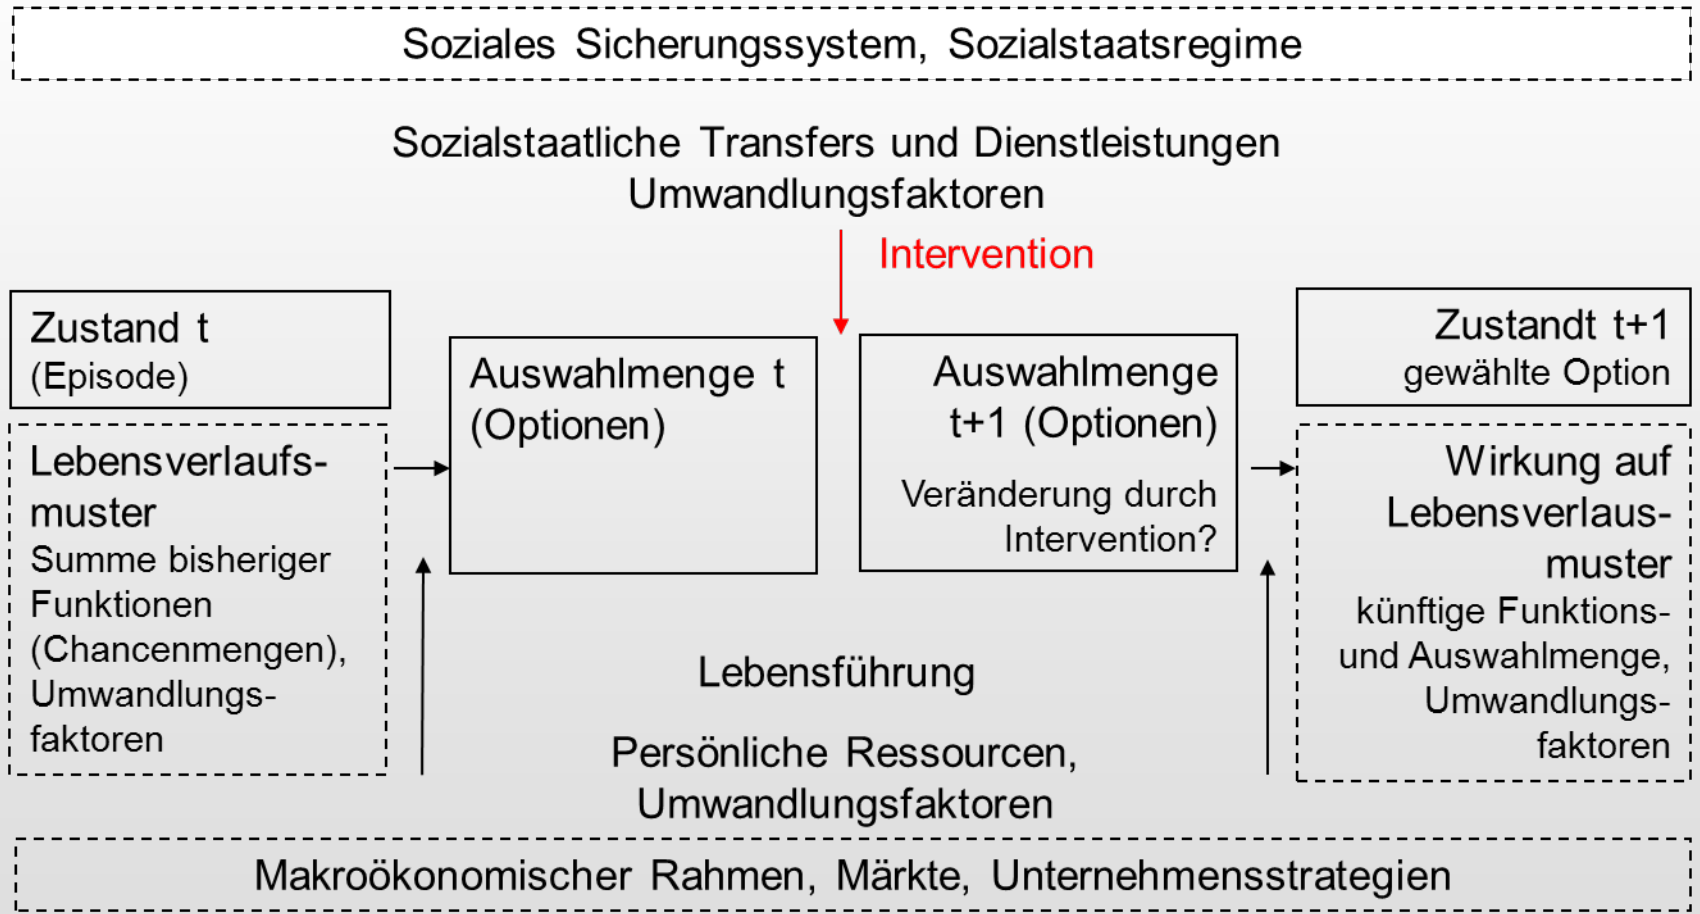 Soziales Sicherungssystem, Sozialstaatsregime
Sozialstaatliche Transfers und Dienstleistungen
Umwandlungsfaktoren
Intervention
Zustand t
(Episode)
Lebensverlaufs-
muster
Summe bisheriger
Funktionen
(Chancenmengen),
Umwandlungs-
faktoren
Auswahlmenge t
(Optionen)
Auswahlmenge
t+1 (Optionen)
Veränderung durch
Intervention?
Zustandt t+1
gewählte Option
Wirkung auf
Lebensverlaus-
muster
künftige Funktions-
und Auswahlmenge,
Umwandlungs-
faktoren
Lebensführung
Persönliche Ressourcen,
Umwandlungsfaktoren
Makroökonomischer Rahmen, Märkte, Unternehmensstrategien